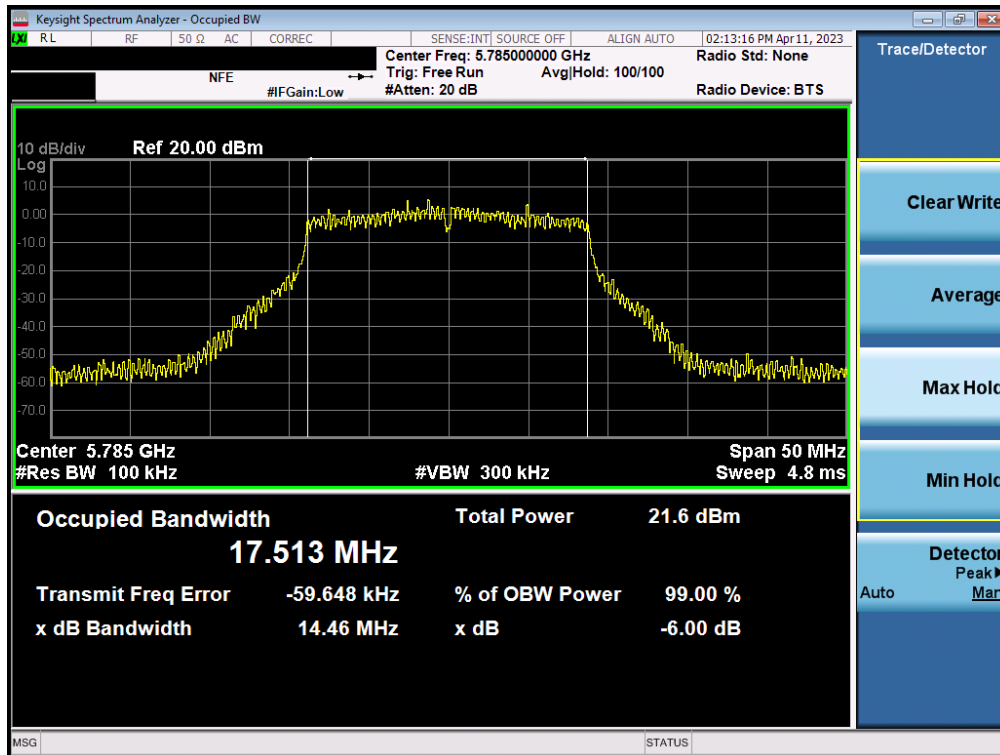 Keysight Spectrum Analyzer - Occupied BW
LXI RL RF 50 Ω AC CORREC SENSE:INT SOURCE OFF ALIGN AUTO 02:13:16 PM Apr 11, 2023
Center Freq: 5.785000000 GHz Radio Std: None
NFE Trig: Free Run Avg|Hold: 100/100
#IFGain:Low #Atten: 20 dB Radio Device: BTS
Trace/Detector
10 dB/div Ref 20.00 dBm
Log
10.0
0.00
-10.0
-20.0
-30.0
-40.0
-50.0
-60.0
-70.0
Center 5.785 GHz Span 50 MHz
#Res BW 100 kHz #VBW 300 kHz Sweep 4.8 ms
Occupied Bandwidth Total Power 21.6 dBm
17.513 MHz
Transmit Freq Error -59.648 kHz % of OBW Power 99.00 %
x dB Bandwidth 14.46 MHz x dB -6.00 dB
Clear Write
Average
Max Hold
Min Hold
Detector
Peak
Auto Man
MSG STATUS